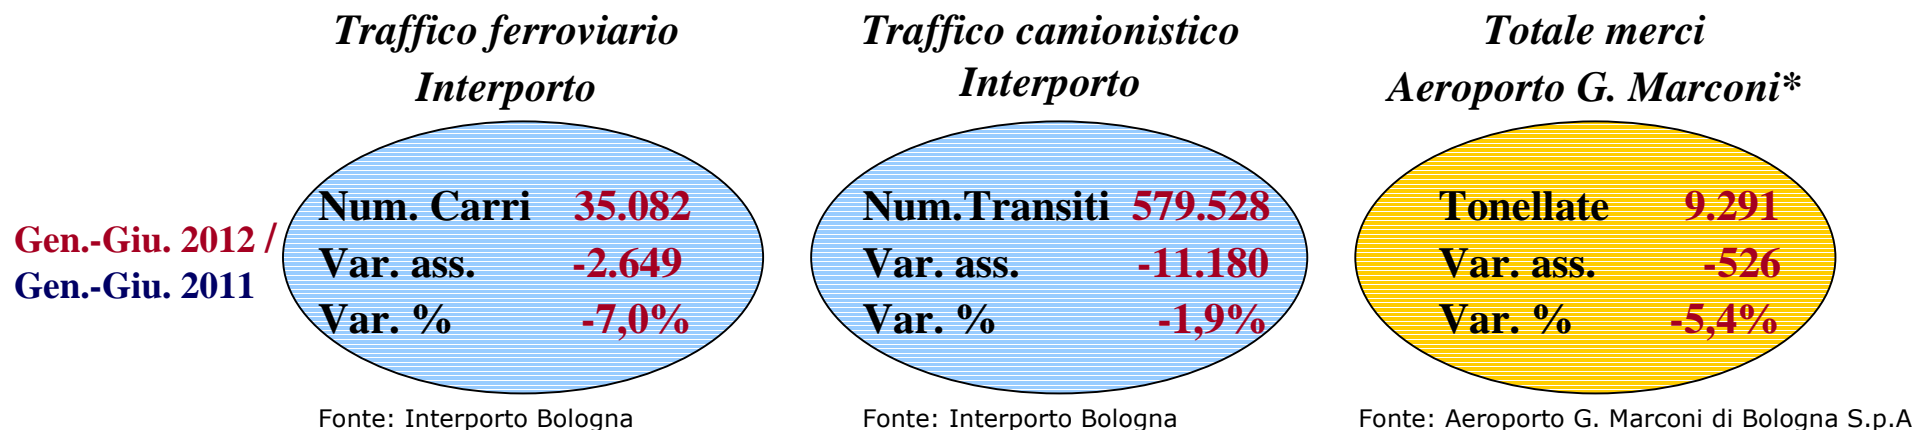 Traffico ferroviario
Interporto
Traffico camionistico
Interporto
Totale merci
Aeroporto G. Marconi*
Gen.-Giu. 2012 /
Gen.-Giu. 2011
Num. Carri 35.082
Var. ass. -2.649
Var. % -7,0%
Num.Transiti 579.528
Var. ass. -11.180
Var. % -1,9%
Tonellate 9.291
Var. ass. -526
Var. % -5,4%
Fonte: Interporto Bologna
Fonte: Interporto Bologna
Fonte: Aeroporto G. Marconi di Bologna S.p.A